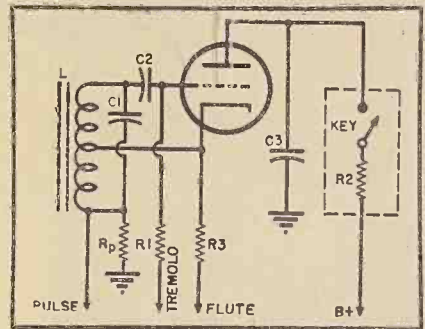 L
C2
C1
C3
KEY
R2
Rp
R1
TREMOLO
R3
PULSE
FLUTE
B+